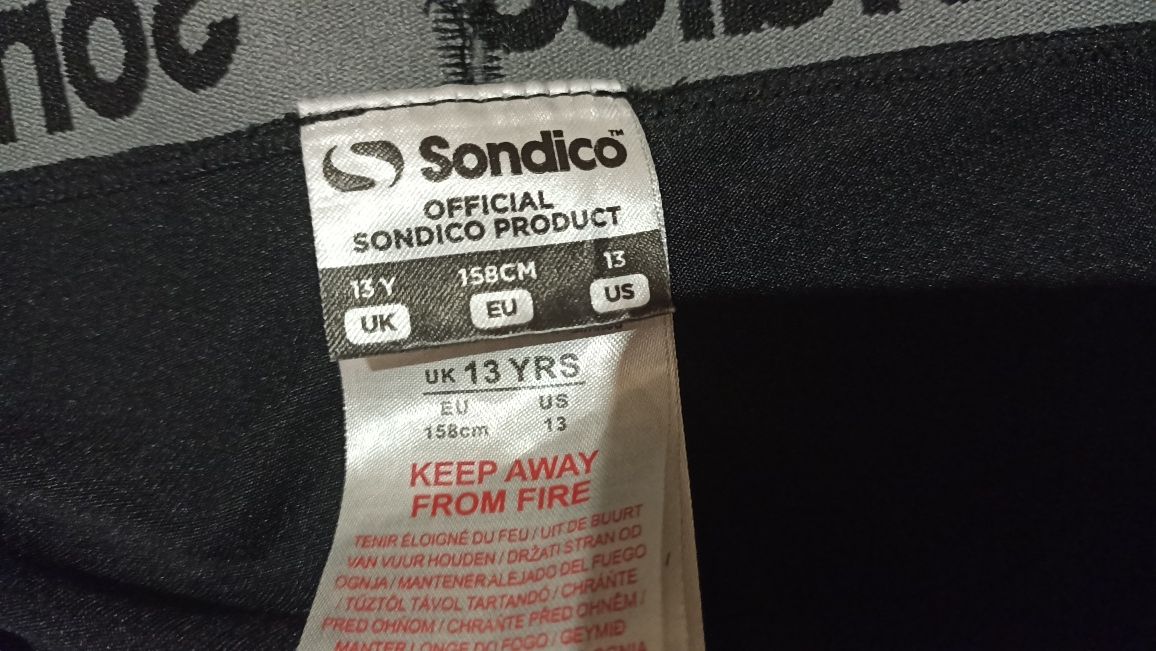 Sondico™
OFFICIAL
SONDICO PRODUCT
13 Y 158CM 13
UK EU US
UK 13 YRS
EU US
158cm 13
KEEP AWAY
FROM FIRE
TENIR ÉLOIGNÉ DU FEU / UIT DE BUURT
VAN VUUR HOUDEN / DRŽATI STRAN OD
OGNJA / MANTENER ALEJADO DEL FUEGO
/ TŰZTŐL TÁVOL TARTANDÓ / CHRÁŇTE
PRED OHŇOM / CHRAŇTE PŘED OHNĚM /
MANTER LONGE DO FOGO / GEYMIÐ